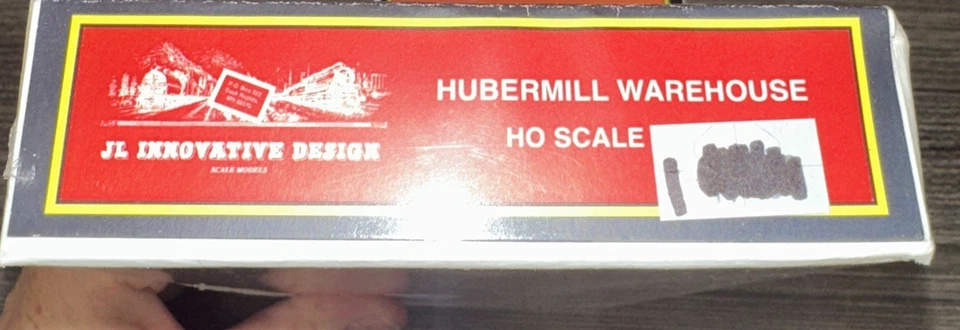 HUBERMILL WAREHOUSE
HO SCALE
JL INNOVATIVE DESIGN
SCALE MODELS